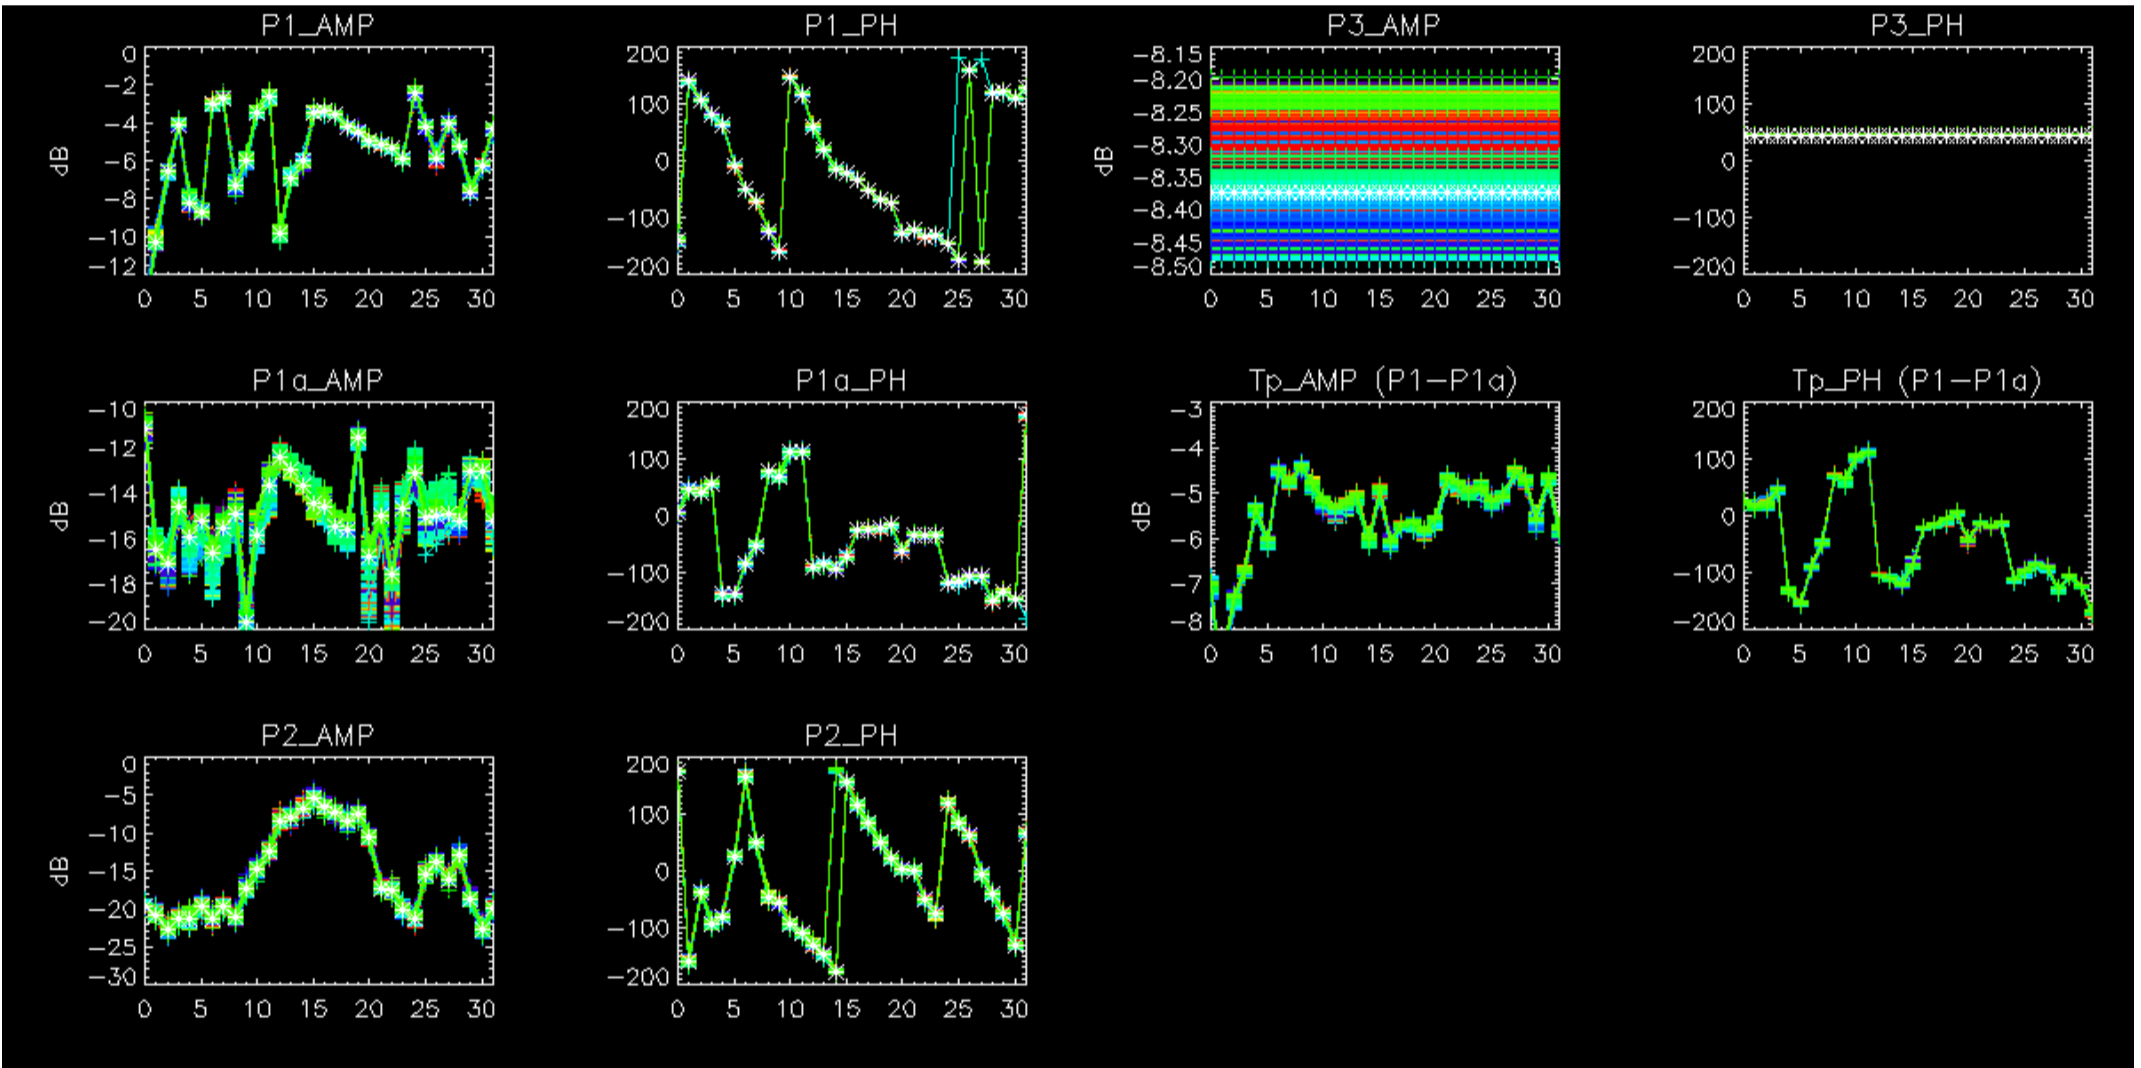 P1_AMP
0
−2
−4
−6
−8
−10
−12
dB
0 5 10 15 20 25 30
P1_PH
200
100
0
−100
−200
0 5 10 15 20 25 30
P3_AMP
−8.15
−8.20
−8.25
−8.30
−8.35
−8.40
−8.45
−8.50
dB
0 5 10 15 20 25 30
P3_PH
200
100
0
−100
−200
0 5 10 15 20 25 30
P1a_AMP
−10
−12
−14
−16
−18
−20
dB
0 5 10 15 20 25 30
P1a_PH
200
100
0
−100
−200
0 5 10 15 20 25 30
Tp_AMP (P1−P1a)
−3
−4
−5
−6
−7
−8
dB
0 5 10 15 20 25 30
Tp_PH (P1−P1a)
200
100
0
−100
−200
0 5 10 15 20 25 30
P2_AMP
0
−5
−10
−15
−20
−25
−30
dB
0 5 10 15 20 25 30
P2_PH
200
100
0
−100
−200
0 5 10 15 20 25 30